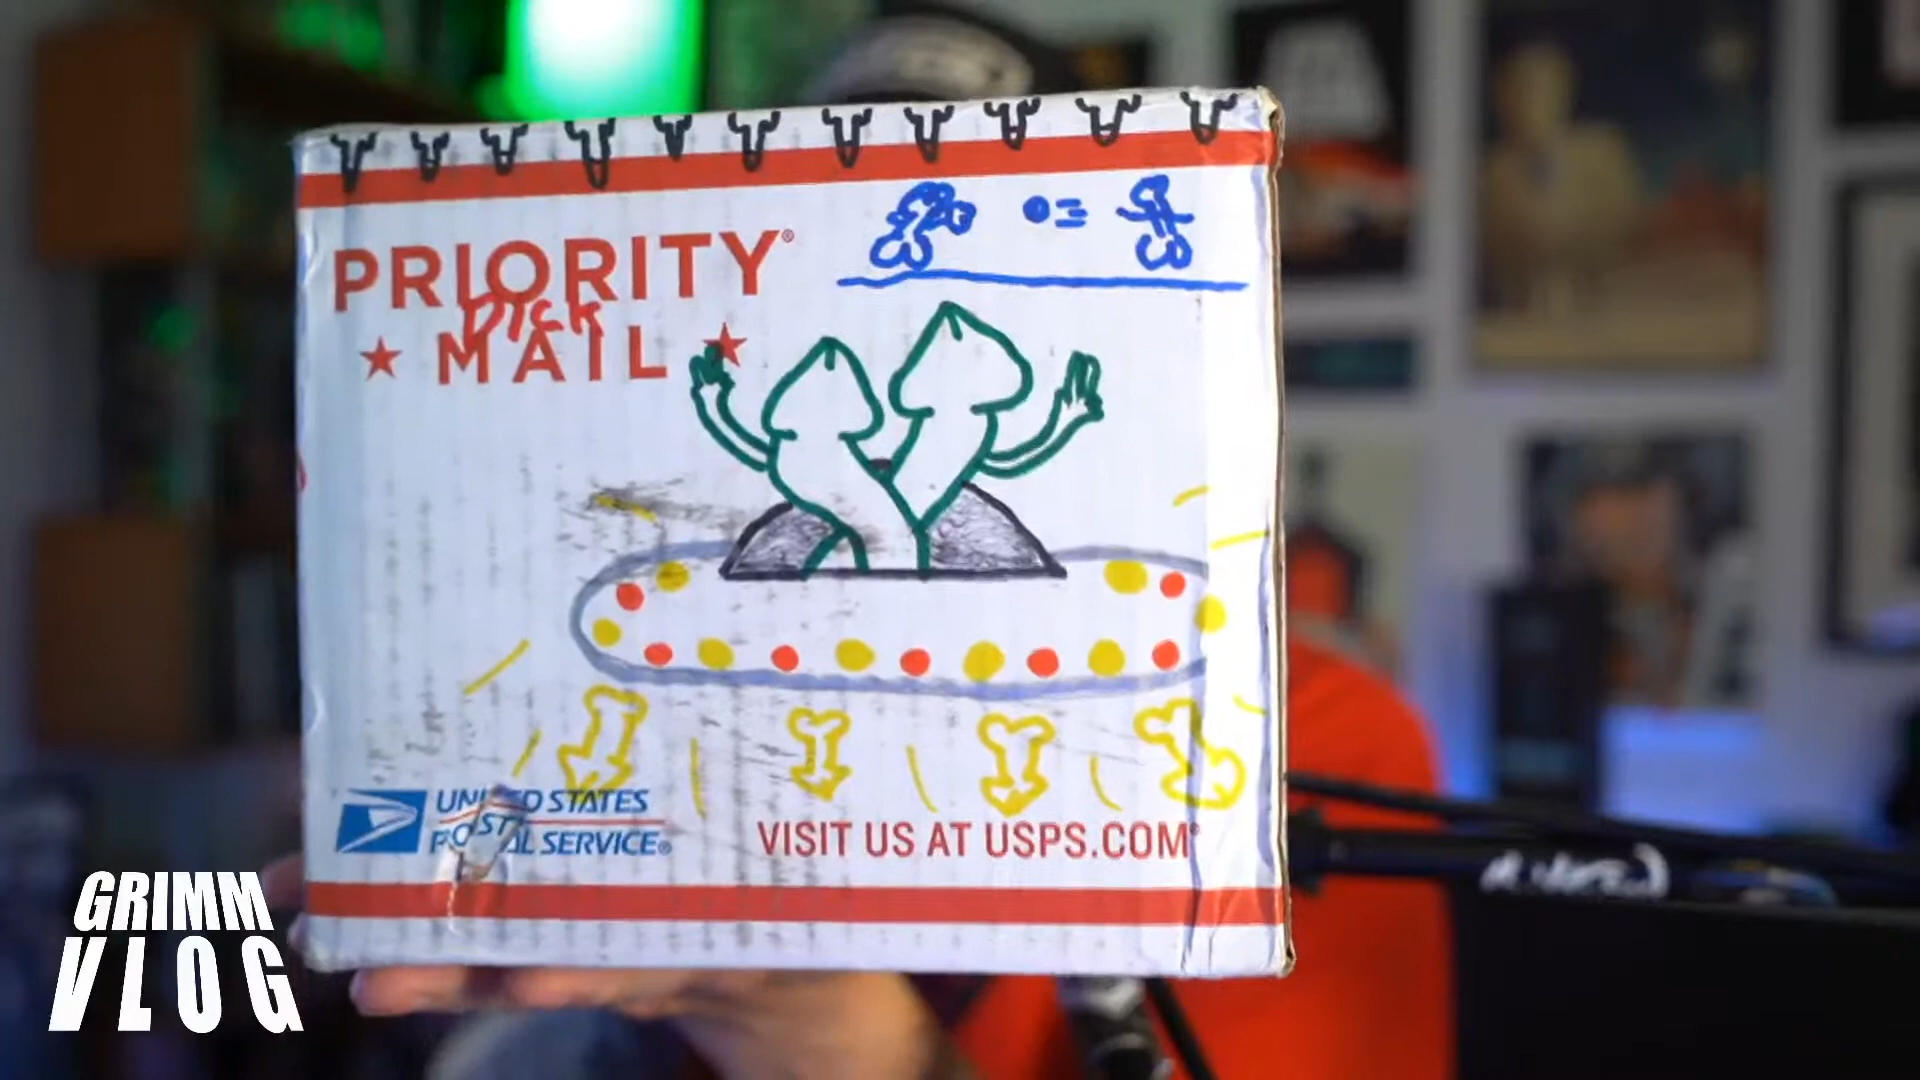 PRIORITY®
Dick
MAIL
UNITED STATES
POSTAL SERVICE®
VISIT US AT USPS.COM®
GRIMM
VLOG